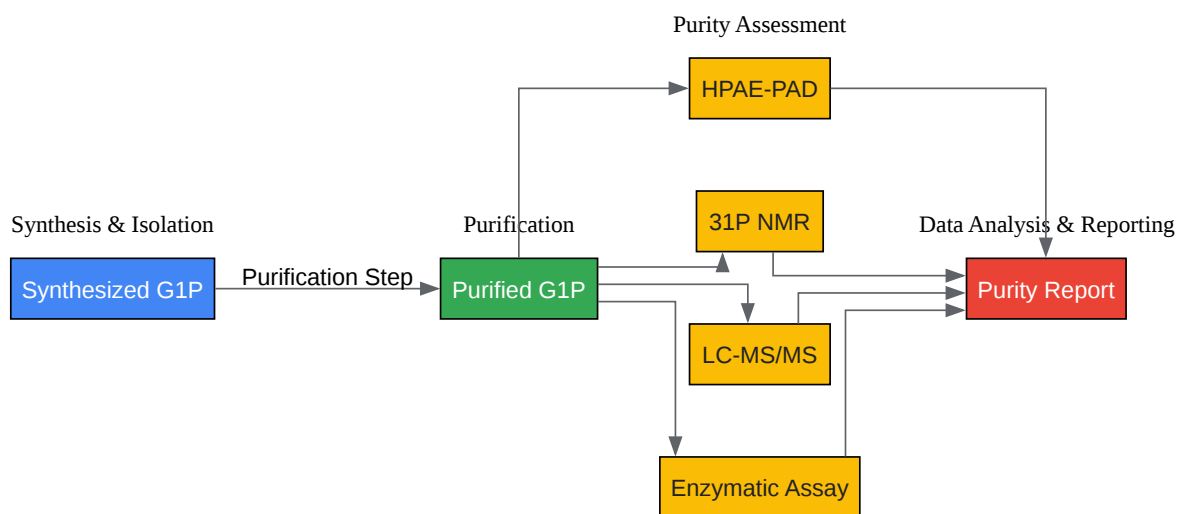 Purity Assessment
HPAE-PAD
Synthesis & Isolation
Purification
31P NMR
Data Analysis & Reporting
Synthesized G1P
Purification Step
Purified G1P
Purity Report
LC-MS/MS
Enzymatic Assay